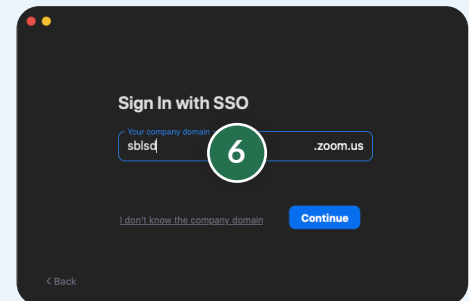 Sign In with SSO
Your company domain
sblsd
6
.zoom.us
I don't know the company domain
Continue
< Back